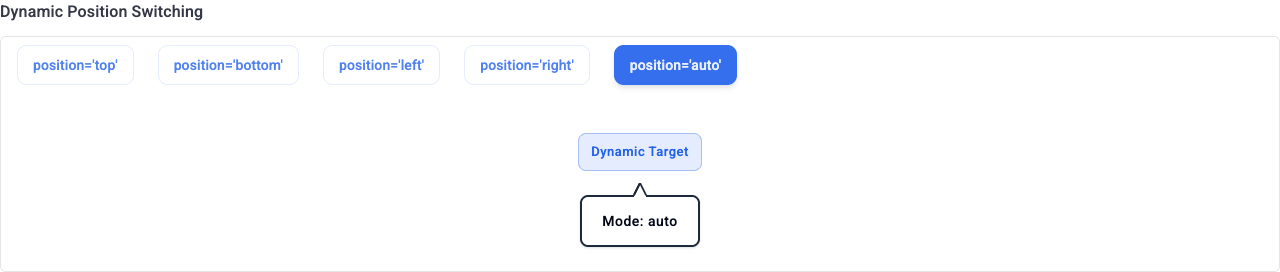 Dynamic Position Switching
position='top' position='bottom' position='left' position='right' position='auto'
Dynamic Target
Mode: auto